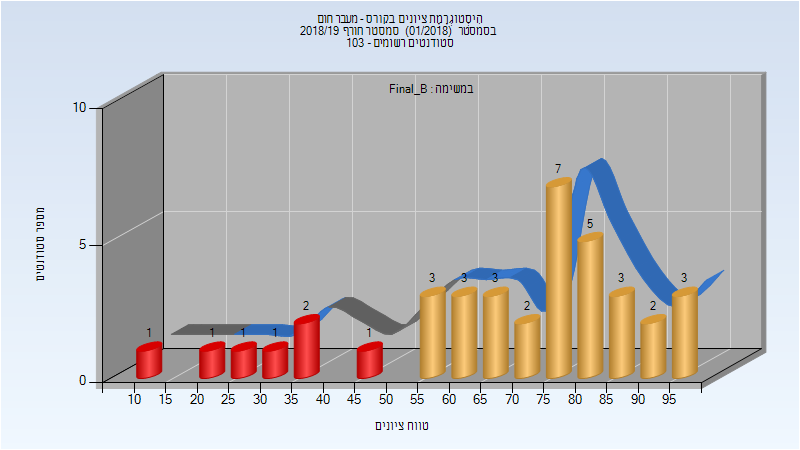 היסטוגרמת ציונים בקורס - מעבר חום
בסמסטר (01/2018) סמסטר חורף 2018/19
סטודנטים רשומים - 103
במשימה : Final_B
מספר סטודנטים
10
5
0
1
1
1
1
2
1
3
3
3
2
7
5
3
2
3
10 15 20 25 30 35 40 45 50 55 60 65 70 75 80 85 90 95
טווח ציונים